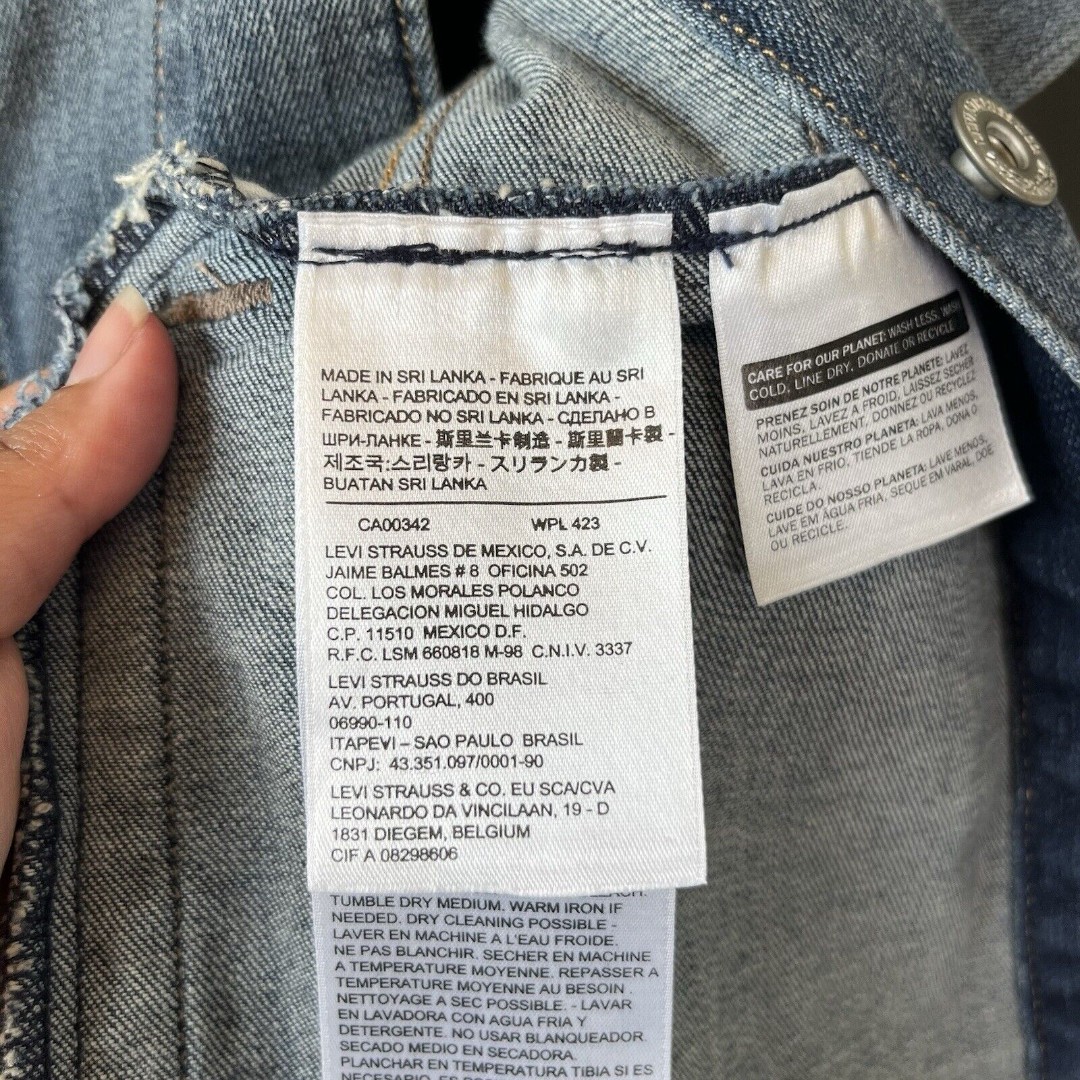 MADE IN SRI LANKA - FABRIQUE AU SRI
LANKA - FABRICADO EN SRI LANKA -
FABRICADO NO SRI LANKA - СДЕЛАНО В
ШРИ-ЛАНКЕ - 斯里兰卡制造 - 斯里蘭卡製 -
제조국:스리랑카 - スリランカ製 -
BUATAN SRI LANKA
CA00342 WPL 423
LEVI STRAUSS DE MEXICO, S.A. DE C.V.
JAIME BALMES # 8 OFICINA 502
COL. LOS MORALES POLANCO
DELEGACION MIGUEL HIDALGO
C.P. 11510 MEXICO D.F.
R.F.C. LSM 660818 M-98 C.N.I.V. 3337
LEVI STRAUSS DO BRASIL
AV. PORTUGAL, 400
06990-110
ITAPEVI – SAO PAULO BRASIL
CNPJ: 43.351.097/0001-90
LEVI STRAUSS & CO. EU SCA/CVA
LEONARDO DA VINCILAAN, 19 - D
1831 DIEGEM, BELGIUM
CIF A 08298606
TUMBLE DRY MEDIUM. WARM IRON IF
NEEDED. DRY CLEANING POSSIBLE -
LAVER EN MACHINE A L'EAU FROIDE.
NE PAS BLANCHIR. SECHER EN MACHINE
A TEMPERATURE MOYENNE. REPASSER A
TEMPERATURE MOYENNE AU BESOIN .
NETTOYAGE A SEC POSSIBLE. - LAVAR
EN LAVADORA CON AGUA FRIA Y
DETERGENTE. NO USAR BLANQUEADOR.
SECADO MEDIO EN SECADORA.
PLANCHAR EN TEMPERATURA TIBIA SI ES
CARE FOR OUR PLANET: WASH LESS, WASH
COLD, LINE DRY, DONATE OR RECYCLE
PRENEZ SOIN DE NOTRE PLANETE: LAVEZ
MOINS, LAVEZ A FROID, LAISSEZ SECHER
NATURELLEMENT, DONNEZ OU RECYCLEZ
CUIDA NUESTRO PLANETA: LAVA MENOS,
LAVA EN FRIO, TIENDE LA ROPA, DONA O
RECICLA.
CUIDE DO NOSSO PLANETA: LAVE MENOS,
LAVE EM ÁGUA FRIA, SEQUE EM VARAL, DOE
OU RECICLE.